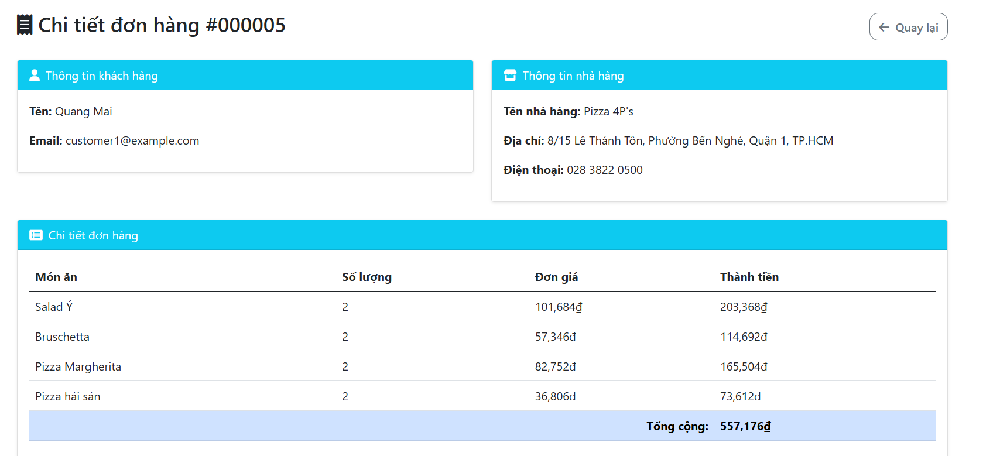 Chi tiết đơn hàng #000005
Quay lại
Thông tin khách hàng
Tên: Quang Mai
Email: customer1@example.com
Thông tin nhà hàng
Tên nhà hàng: Pizza 4P's
Địa chỉ: 8/15 Lê Thánh Tôn, Phường Bến Nghé, Quận 1, TP.HCM
Điện thoại: 028 3822 0500
Chi tiết đơn hàng
Món ăn Số lượng Đơn giá Thành tiền
Salad Ý 2 101,684₫ 203,368₫
Bruschetta 2 57,346₫ 114,692₫
Pizza Margherita 2 82,752₫ 165,504₫
Pizza hải sản 2 36,806₫ 73,612₫
Tổng cộng: 557,176₫